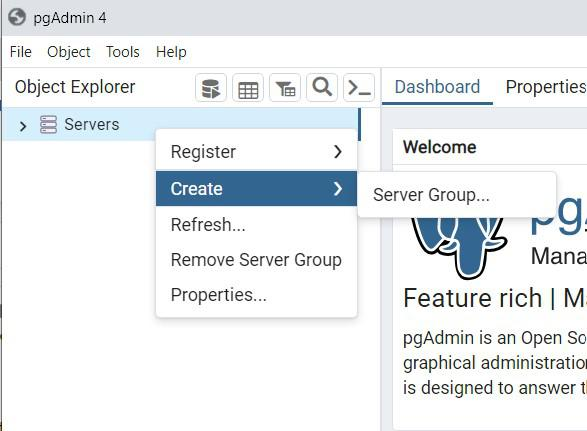 pgAdmin 4
File Object Tools Help
Object Explorer
Dashboard Properties
Servers
Register
Create
Refresh...
Remove Server Group
Properties...
Server Group...
Welcome
pg
Mana
Feature rich | M
pgAdmin is an Open So
graphical administration
is designed to answer t